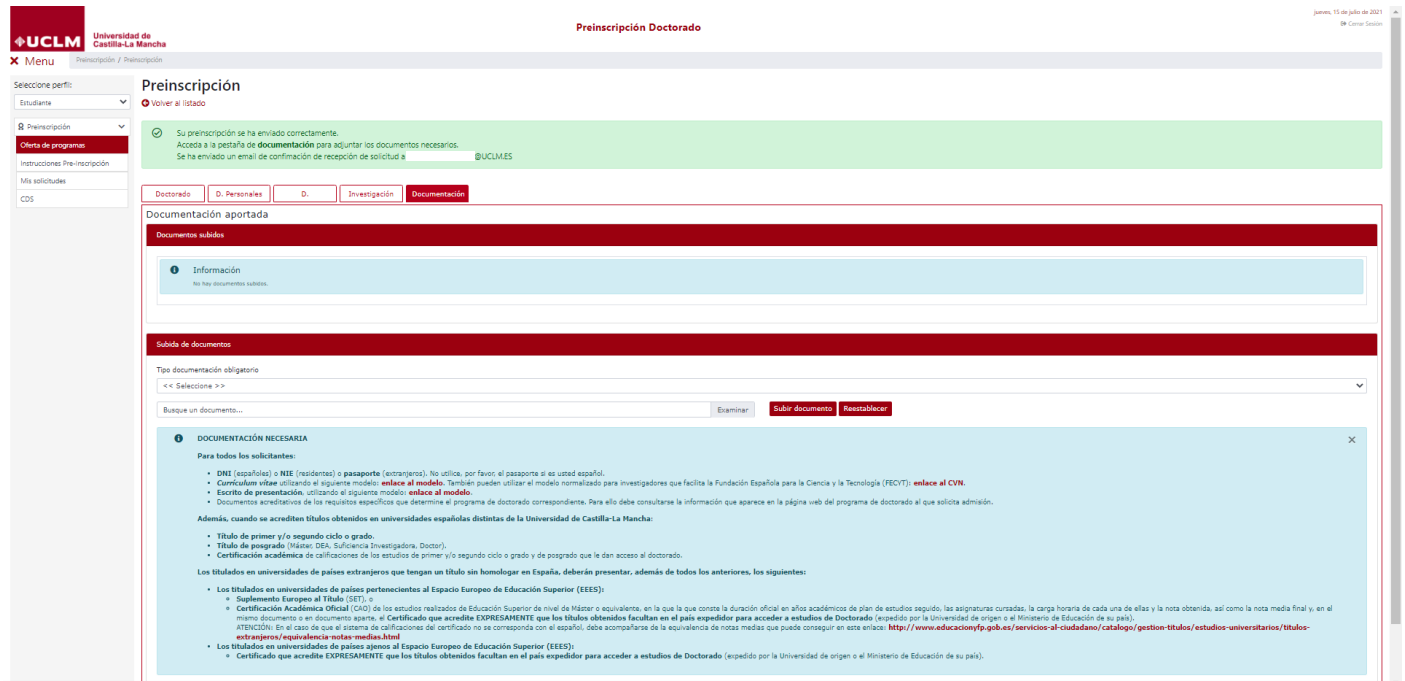 jueves, 15 de julio de 2021
Cerrar Sesión
UCLM
Universidad de
Castilla-La Mancha
Preinscripción Doctorado
Menu
Preinscripción / Preinscripción
Seleccione perfil:
Estudiante
Preinscripción
Oferta de programas
Instrucciones Pre-Inscripción
Mis solicitudes
CDS
Preinscripción
Volver al listado
Su preinscripción se ha enviado correctamente.
Acceda a la pestaña de documentación para adjuntar los documentos necesarios.
Se ha enviado un email de confimación de recepción de solicitud a @UCLM.ES
Doctorado
D. Personales
D.
Investigación
Documentación
Documentación aportada
Documentos subidos
Información
No hay documentos subidos.
Subida de documentos
Tipo documentación obligatorio
<< Seleccione >>
Busque un documento...
Examinar
Subir documento
Reestablecer
DOCUMENTACIÓN NECESARIA
Para todos los solicitantes:
DNI (españoles) o NIE (residentes) o pasaporte (extranjeros). No utilice, por favor, el pasaporte si es usted español.
Curriculum vitae utilizando el siguiente modelo: enlace al modelo. También pueden utilizar el modelo normalizado para investigadores que facilita la Fundación Española para la Ciencia y la Tecnología (FECYT): enlace al CVN.
Escrito de presentación, utilizando el siguiente modelo: enlace al modelo.
Documentos acreditativos de los requisitos específicos que determine el programa de doctorado correspondiente. Para ello debe consultarse la información que aparece en la página web del programa de doctorado al que solicita admisión.
Además, cuando se acrediten títulos obtenidos en universidades españolas distintas de la Universidad de Castilla-La Mancha:
Título de primer y/o segundo ciclo o grado.
Título de posgrado (Máster, DEA, Suficiencia Investigadora, Doctor).
Certificación académica de calificaciones de los estudios de primer y/o segundo ciclo o grado y de posgrado que le dan acceso al doctorado.
Los titulados en universidades de países extranjeros que tengan un título sin homologar en España, deberán presentar, además de todos los anteriores, los siguientes:
Los titulados en universidades de países pertenecientes al Espacio Europeo de Educación Superior (EEES):
Suplemento Europeo al Título (SET), o
Certificación Académica Oficial (CAO) de los estudios realizados de Educación Superior de nivel de Máster o equivalente, en la que la que consta la duración oficial en años académicos de plan de estudios seguido, las asignaturas cursadas, la carga horaria de cada una de ellas y la nota obtenida, así como la nota media final y, en el
mismo documento o en documento aparte, el Certificado que acredite EXPRESAMENTE que los títulos obtenidos facultan en el país expedidor para acceder a estudios de Doctorado (expedido por la Universidad de origen o el Ministerio de Educación de su país).
ATENCIÓN: En el caso de que el sistema de calificaciones del certificado no se corresponda con el español, debe acompañarse de la equivalencia de notas medias que puede conseguir en este enlace: http://www.educacionyfp.gob.es/servicios-al-ciudadano/catalogo/gestion-titulos/estudios-universitarios/titulos-
extranjeros/equivalencia-notas-medias.html
Los titulados en universidades de países ajenos al Espacio Europeo de Educación Superior (EEES):
Certificado que acredite EXPRESAMENTE que los títulos obtenidos facultan en el país expedidor para acceder a estudios de Doctorado (expedido por la Universidad de origen o el Ministerio de Educación de su país).